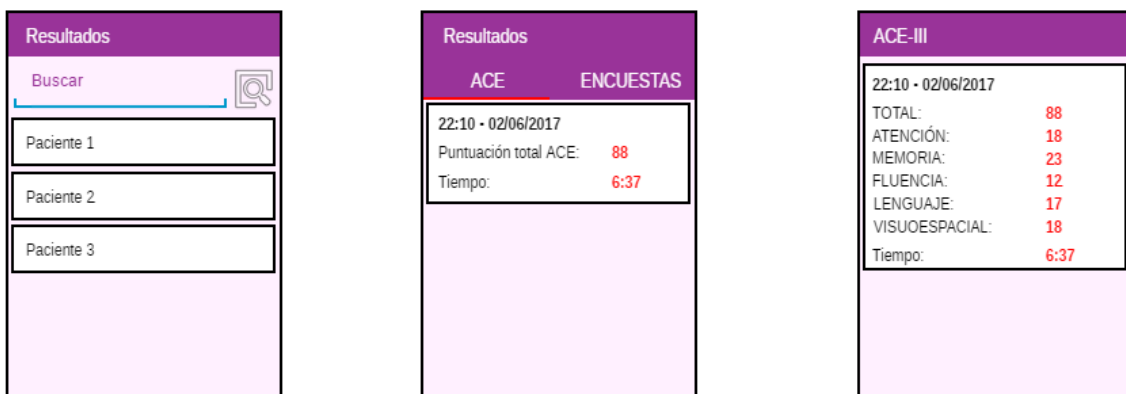 Resultados
Buscar
Paciente 1
Paciente 2
Paciente 3
Resultados
ACE ENCUESTAS
22:10 - 02/06/2017
Puntuación total ACE: 88
Tiempo: 6:37
ACE-III
22:10 - 02/06/2017
TOTAL: 88
ATENCIÓN: 18
MEMORIA: 23
FLUENCIA: 12
LENGUAJE: 17
VISUOESPACIAL: 18
Tiempo: 6:37